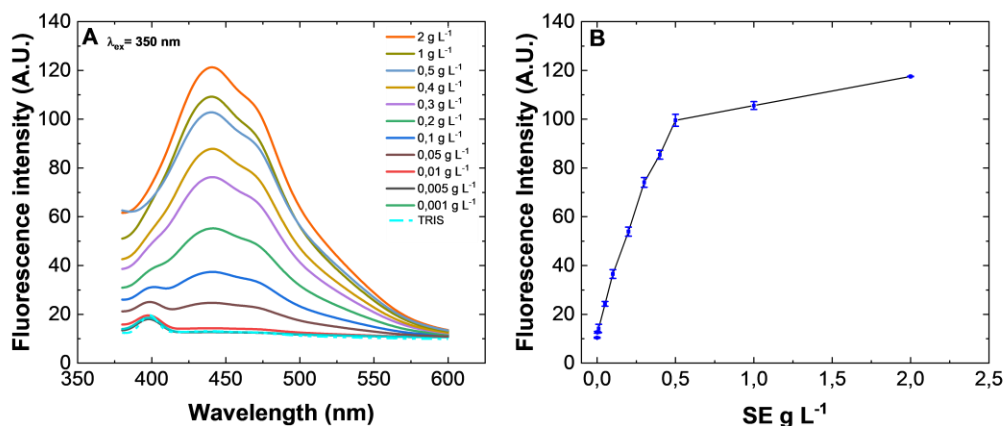 A
λex= 350 nm
2 g L-1
1 g L-1
0,5 g L-1
0,4 g L-1
0,3 g L-1
0,2 g L-1
0,1 g L-1
0,05 g L-1
0,01 g L-1
0,005 g L-1
0,001 g L-1
TRIS
Fluorescence intensity (A.U.)
140
120
100
80
60
40
20
0
350 400 450 500 550 600
Wavelength (nm)
B
Fluorescence Intensity (A.U.)
140
120
100
80
60
40
20
0
0,0 0,5 1,0 1,5 2,0 2,5
SE g L-1